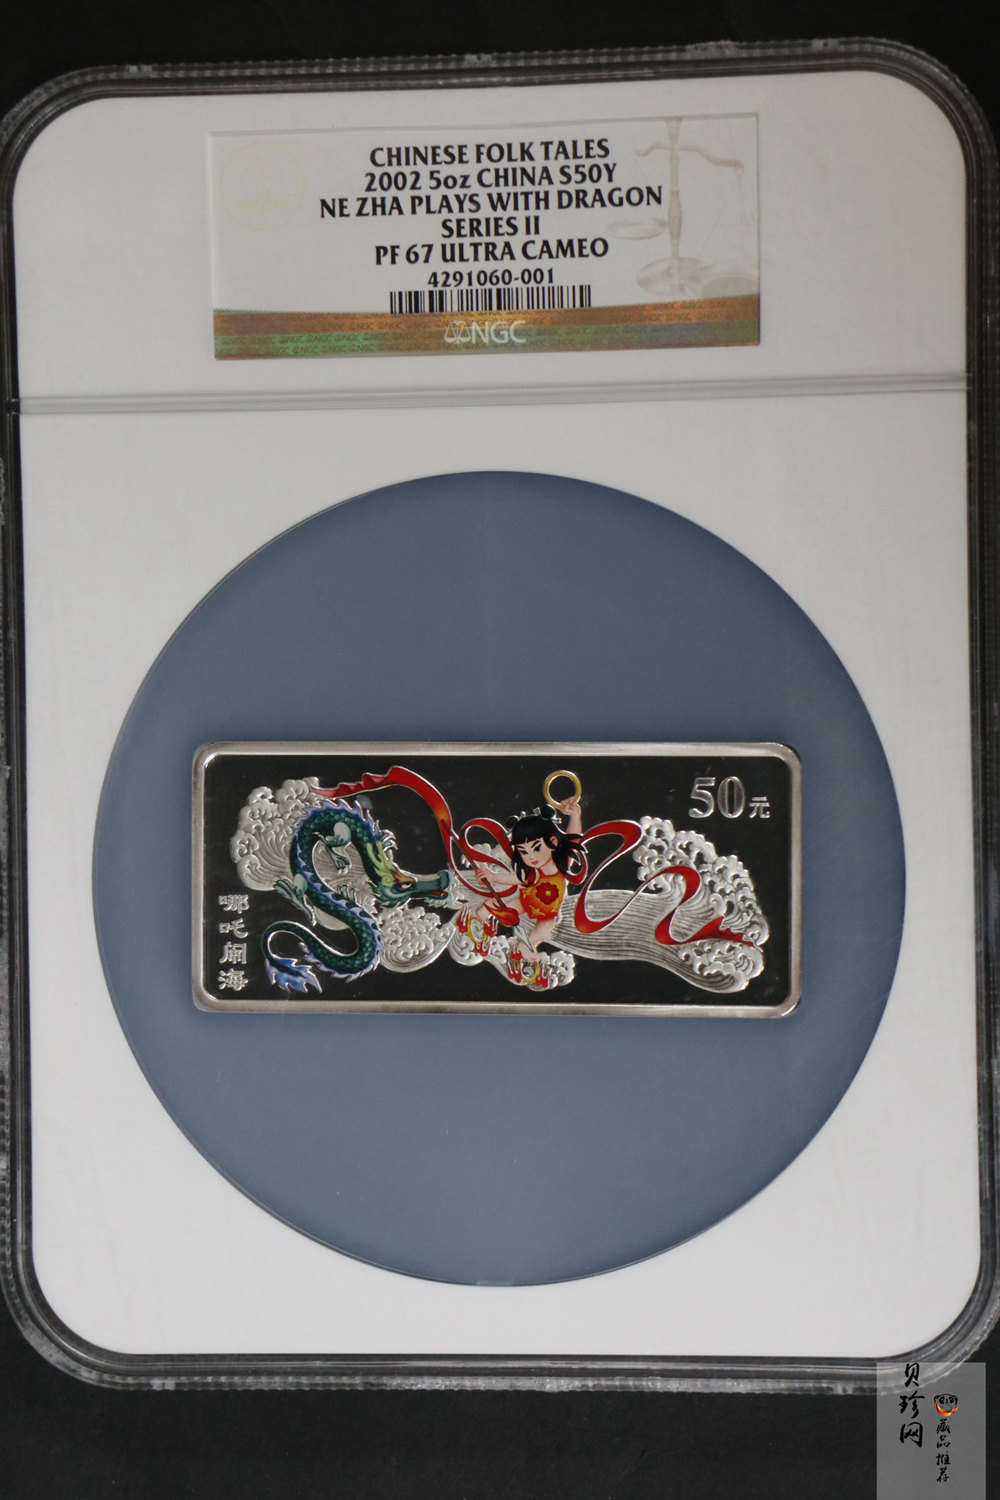 CHINESE FOLK TALES
2002 5oz CHINA S50Y
NE ZHA PLAYS WITH DRAGON
SERIES II
PF 67 ULTRA CAMEO
4291060-001
NGC
50元
哪吒闹海
贝珍网
藏品推荐